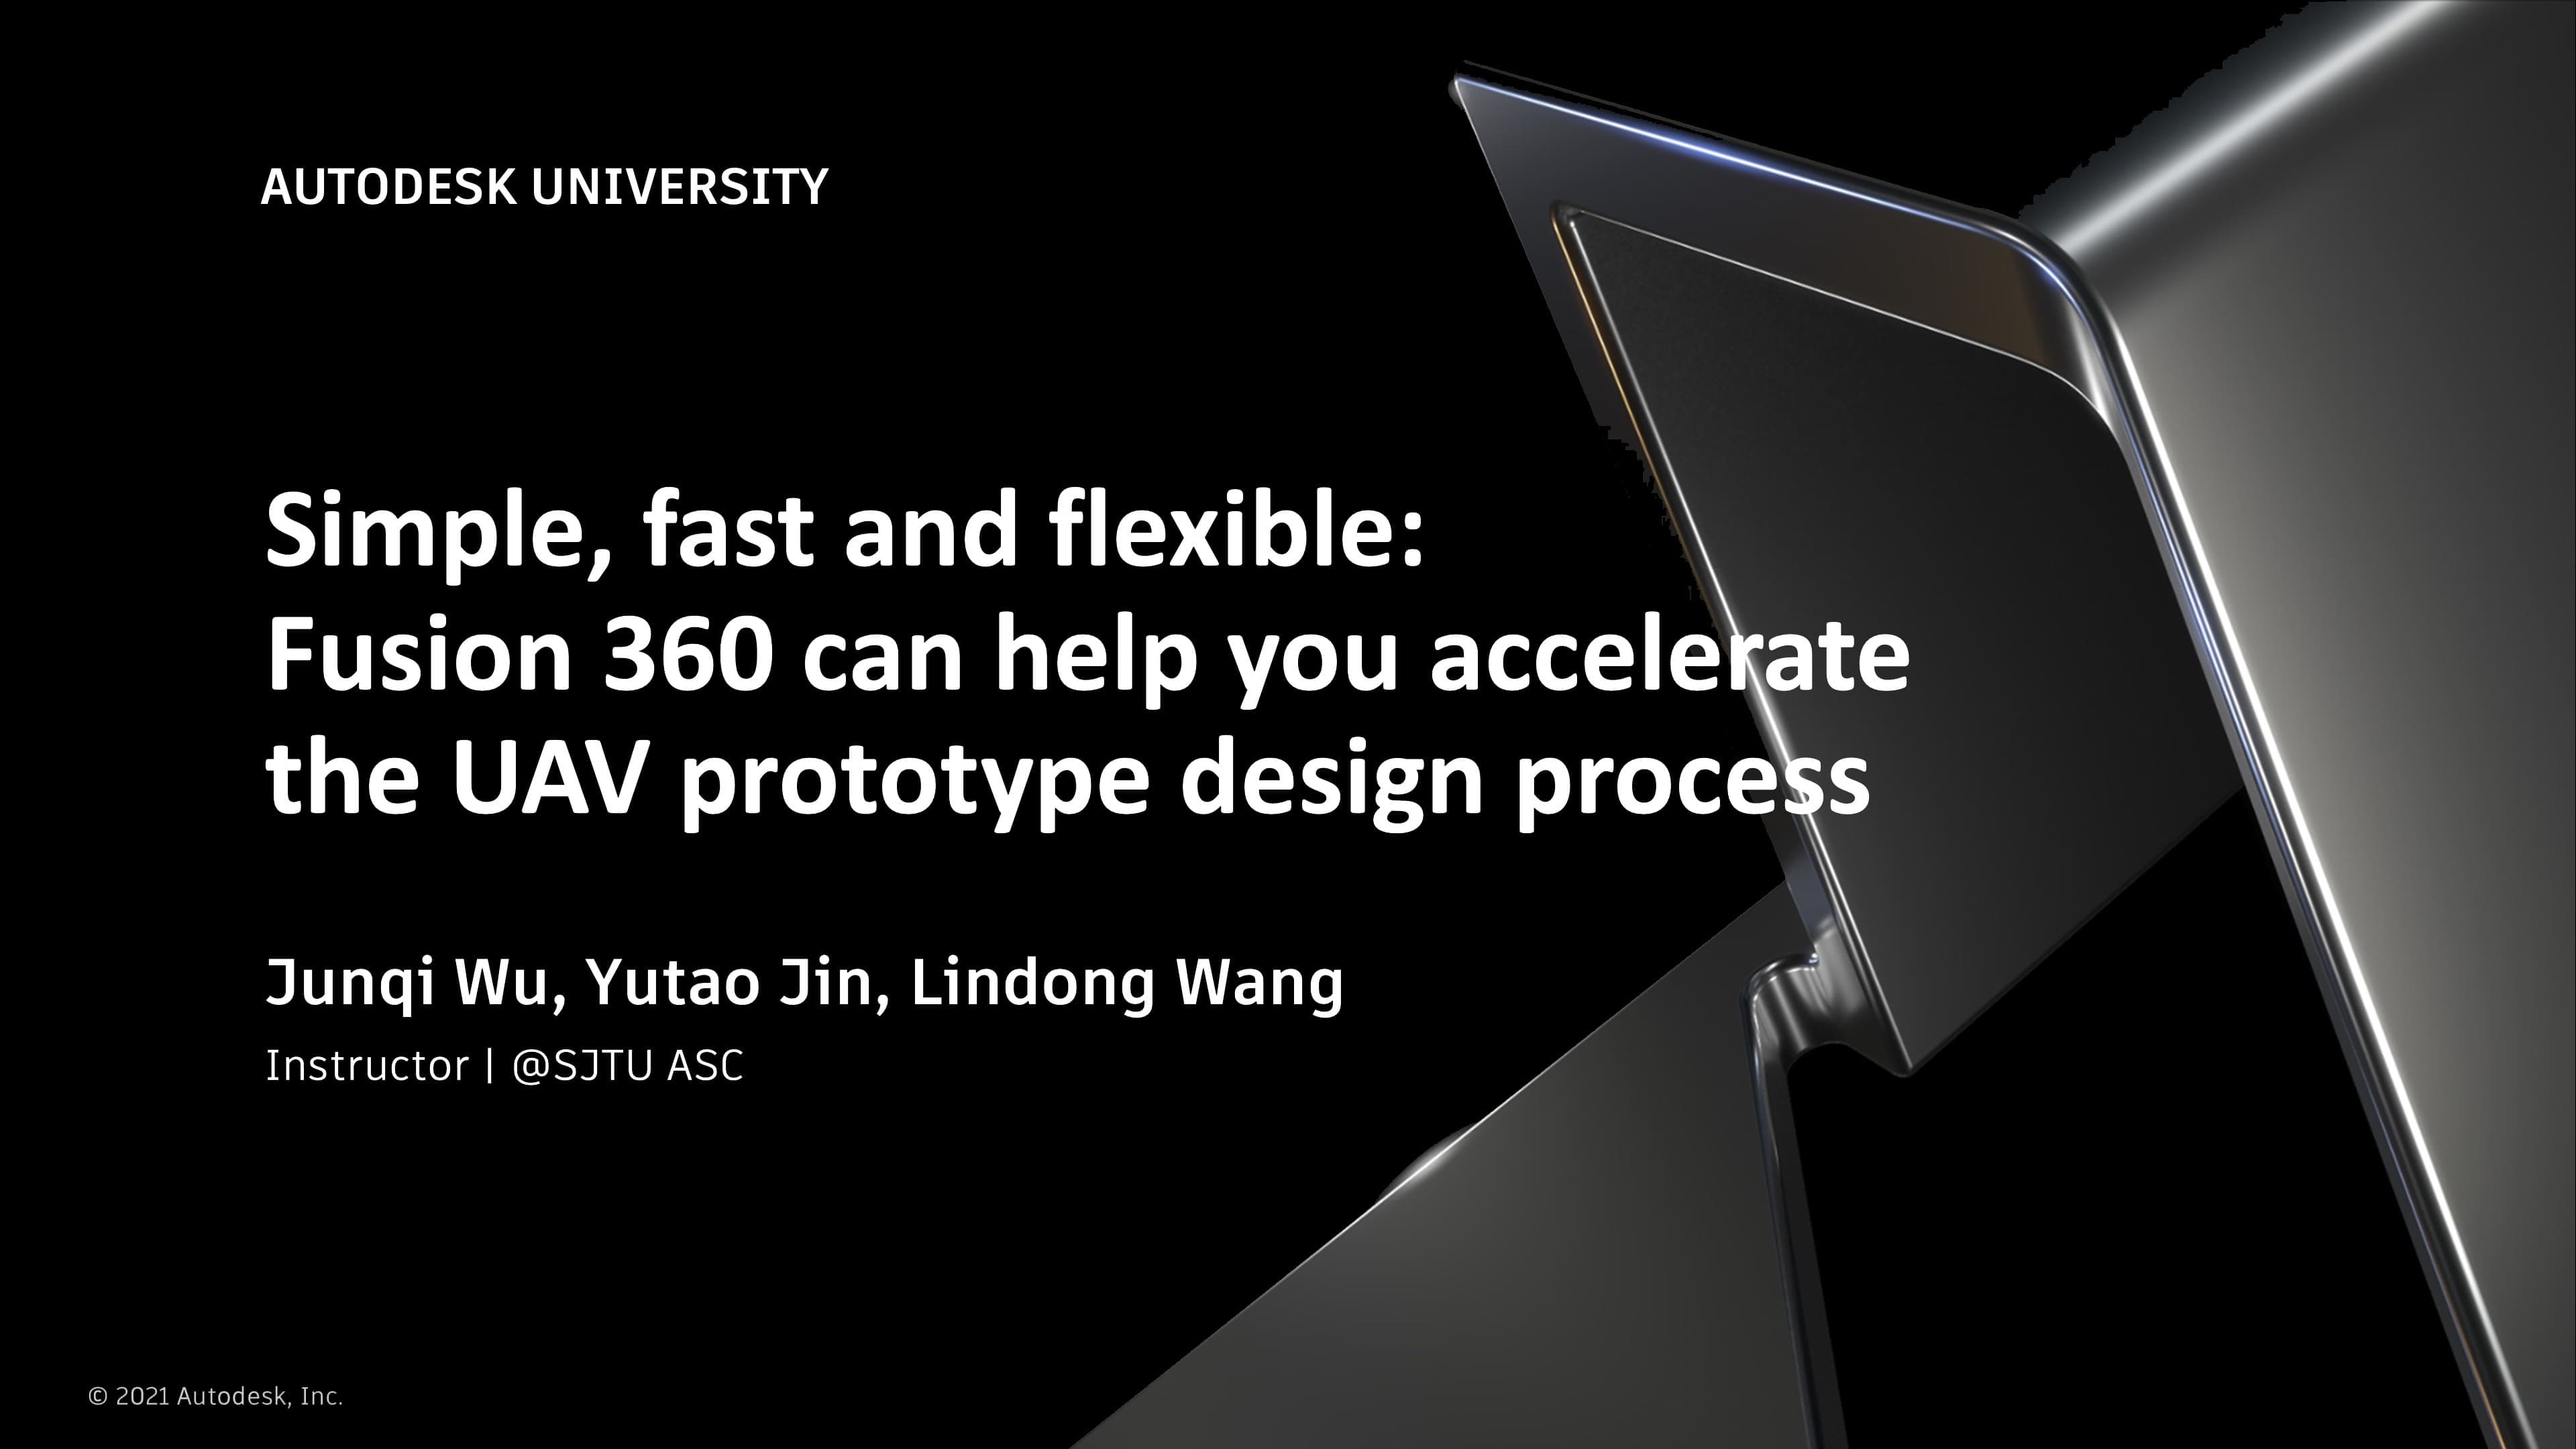 AUTODESK UNIVERSITY
Simple, fast and flexible:
Fusion 360 can help you accelerate
the UAV prototype design process
Junqi Wu, Yutao Jin, Lindong Wang
Instructor | @SJTU ASC
© 2021 Autodesk, Inc.